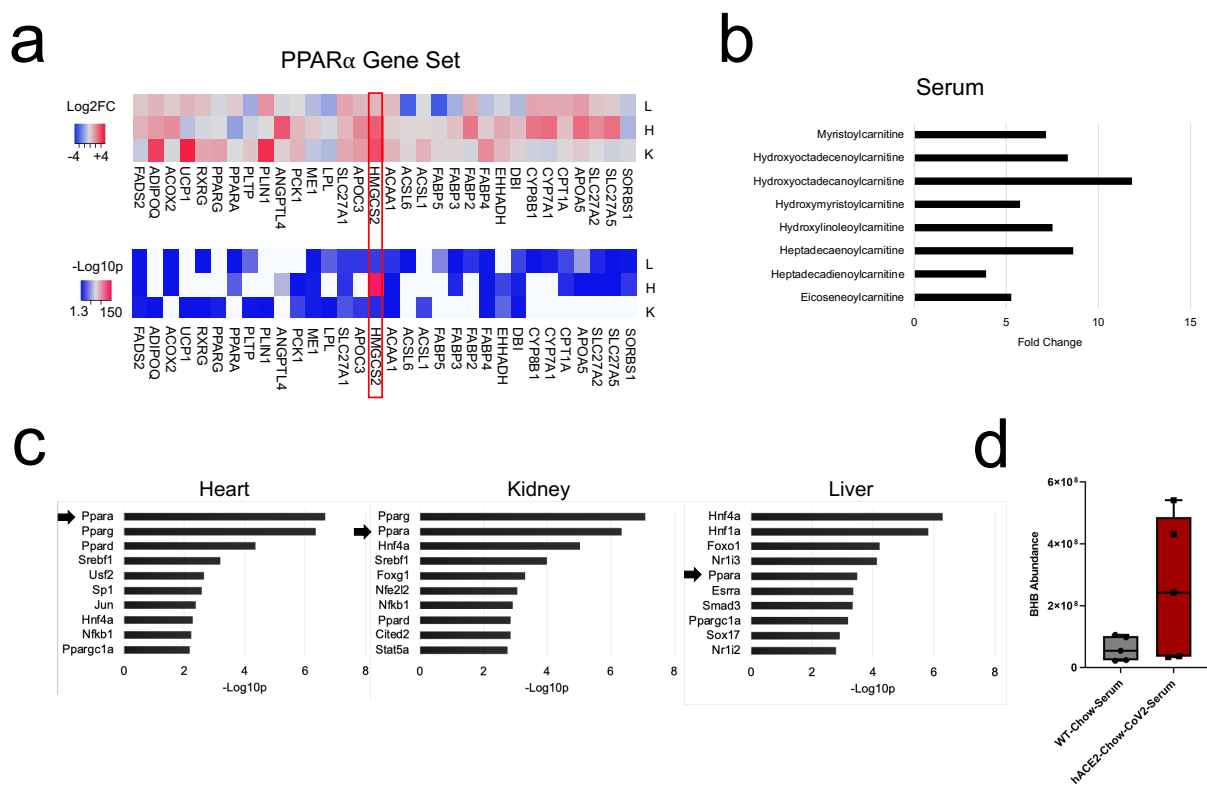 a
PPARα Gene Set
Log2FC
-4 +4
L
H
K
FADS2
ADIPOQ
ACOX2
UCP1
RXRG
PPARG
PPARA
PLTP
PLIN1
ANGPTL4
PCK1
ME1
LPL
SLC27A1
APOC3
HMGCS2
ACAA1
ACSL6
ACSL1
FABP5
FABP3
FABP2
FABP4
EHHADH
DBI
CYP8B1
CYP7A1
CPT1A
APOA5
SLC27A2
SLC27A5
SORBS1
-Log10p
1.3 150
L
H
K
FADS2
ADIPOQ
ACOX2
UCP1
RXRG
PPARG
PPARA
PLTP
PLIN1
ANGPTL4
PCK1
ME1
LPL
SLC27A1
APOC3
HMGCS2
ACAA1
ACSL6
ACSL1
FABP5
FABP3
FABP2
FABP4
EHHADH
DBI
CYP8B1
CYP7A1
CPT1A
APOA5
SLC27A2
SLC27A5
SORBS1
b
Serum
Myristoylcarnitine
Hydroxyoctadecenoylcarnitine
Hydroxyoctadecanoylcarnitine
Hydroxymyristoylcarnitine
Hydroxylinoleoylcarnitine
Heptadecaenoylcarnitine
Heptadecadienoylcarnitine
Eicosenoylcarnitine
0 5 10 15
Fold Change
c
Heart
Ppara
Pparg
Ppard
Srebf1
Usf2
Sp1
Jun
Hnf4a
Nfkb1
Ppargc1a
0 2 4 6 8
-Log10p
Kidney
Pparg
Ppara
Hnf4a
Srebf1
Foxg1
Nfe2l2
Nfkb1
Ppard
Cited2
Stat5a
0 2 4 6 8
-Log10p
Liver
Hnf4a
Hnf1a
Foxo1
Nr1i3
Ppara
Esrra
Smad3
Ppargc1a
Sox17
Nr1i2
0 2 4 6 8
-Log10p
d
BHB Abundance
6×10⁸
4×10⁸
2×10⁸
0
WT-Chow-Serum
hACE2-Chow-CoV2-Serum